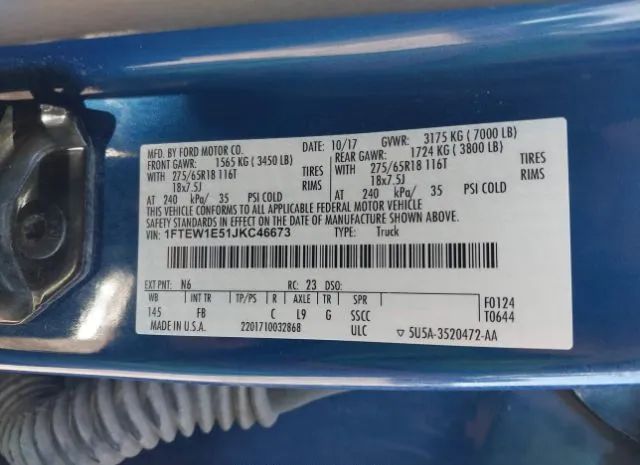 MFD. BY FORD MOTOR CO. DATE: 10/17 GVWR: 3175 KG ( 7000 LB)
FRONT GAWR: 1565 KG ( 3450 LB) REAR GAWR: 1724 KG ( 3800 LB)
WITH 275/65R18 116T TIRES WITH 275/65R18 116T TIRES
18x7.5J RIMS 18x7.5J RIMS
AT 240 kPa/ 35 PSI COLD AT 240 kPa/ 35 PSI COLD
THIS VEHICLE CONFORMS TO ALL APPLICABLE FEDERAL MOTOR VEHICLE
SAFETY STANDARDS IN EFFECT ON THE DATE OF MANUFACTURE SHOWN ABOVE.
VIN: 1FTEW1E51JKC46673 TYPE: Truck
EXT PNT: N6 RC: 23 DSO:
WB INT TR TP/PS R AXLE TR SPR F0124
145 FB C L9 G SSCC T0644
MADE IN U.S.A. 2201710032868 ULC 5U5A-3520472-AA